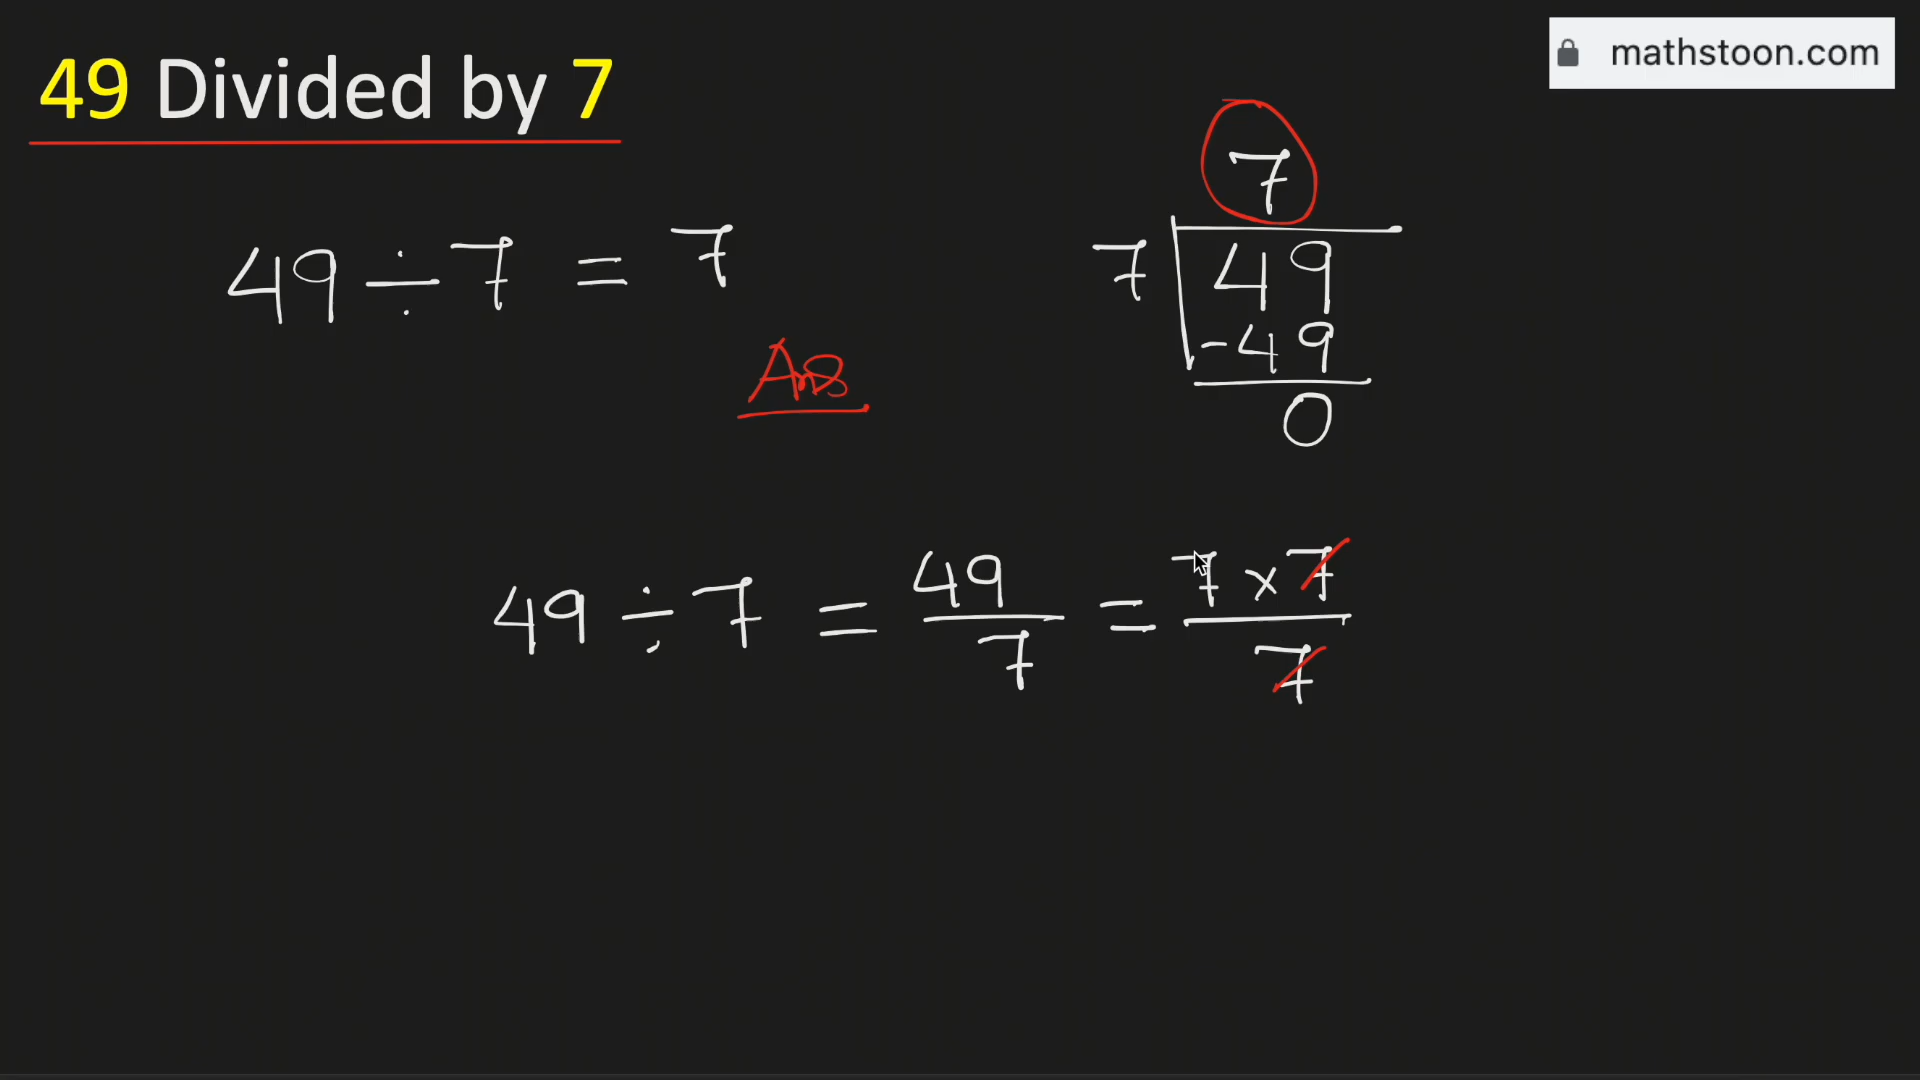 49 Divided by 7
mathstoon.com
49 ÷ 7 = 7
Ans
7
7 49
-49
0
49 ÷ 7 = 49/7 = 7 x 7/7